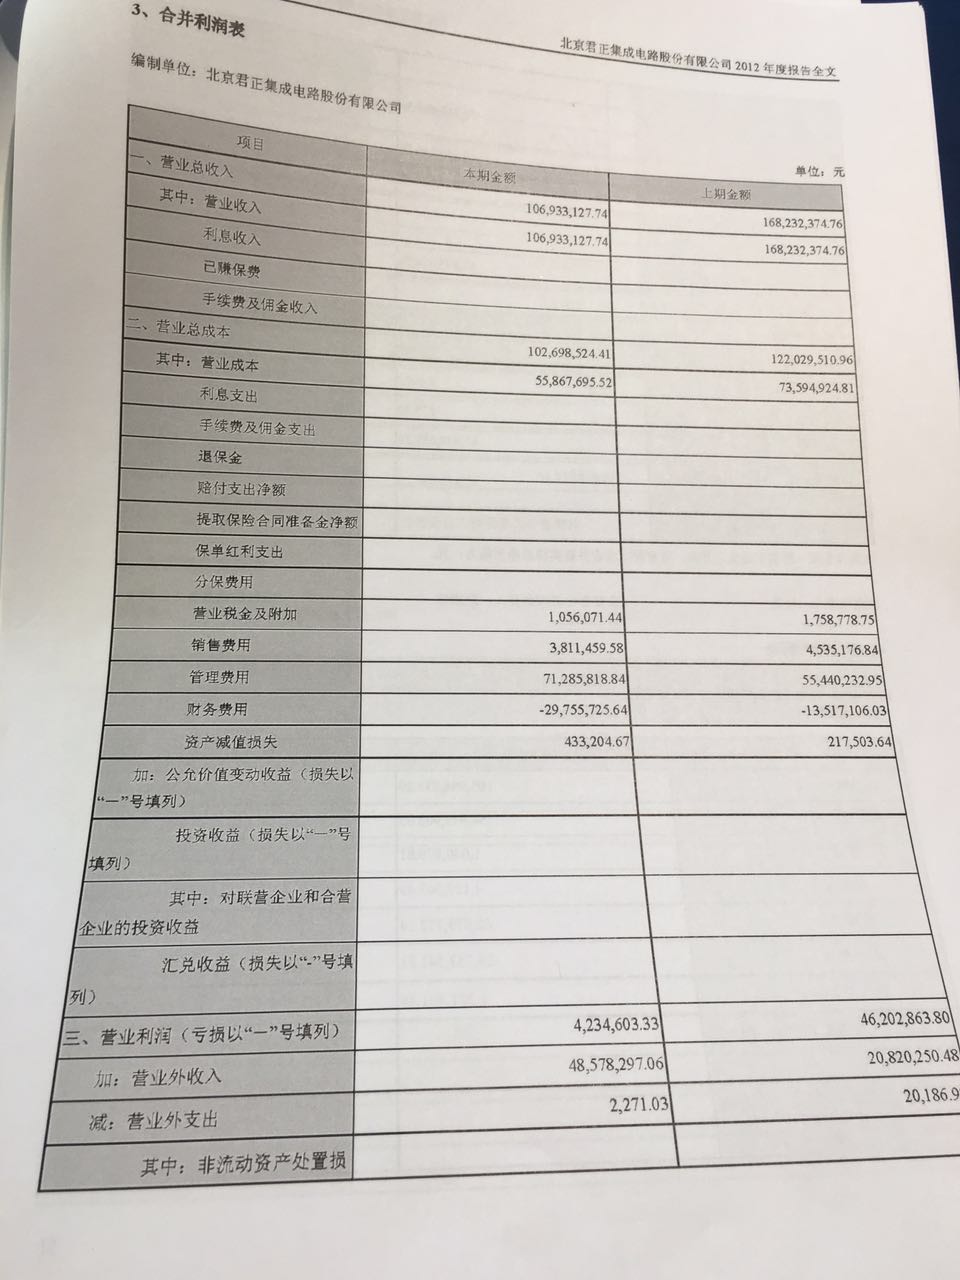 北京君正集成电路股份有限公司 2012 年度报告全文
3、合并利润表
编制单位：北京君正集成电路股份有限公司
单位：元
项目 本期金额 上期金额
一、营业总收入 106,933,127.74 168,232,374.76
其中：营业收入 106,933,127.74 168,232,374.76
利息收入
已赚保费
手续费及佣金收入
二、营业总成本 102,698,524.41 122,029,510.96
其中：营业成本 55,867,695.52 73,594,924.81
利息支出
手续费及佣金支出
退保金
赔付支出净额
提取保险合同准备金净额
保单红利支出
分保费用
营业税金及附加 1,056,071.44 1,758,778.75
销售费用 3,811,459.58 4,535,176.84
管理费用 71,285,818.84 55,440,232.95
财务费用 -29,755,725.64 -13,517,106.03
资产减值损失 433,204.67 217,503.64
加：公允价值变动收益（损失以
“－”号填列）
投资收益（损失以“－”号
填列）
其中：对联营企业和合营
企业的投资收益
汇兑收益（损失以“-”号填
列）
三、营业利润（亏损以“－”号填列） 4,234,603.33 46,202,863.80
加：营业外收入 48,578,297.06 20,820,250.48
减：营业外支出 2,271.03 20,186.9
其中：非流动资产处置损